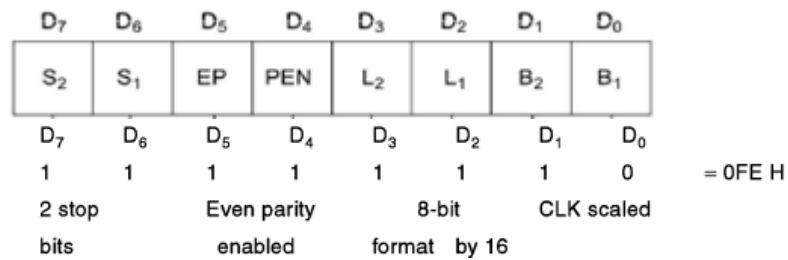 D₇ D₆ D₅ D₄ D₃ D₂ D₁ D₀
S₂ S₁ EP PEN L₂ L₁ B₂ B₁
D₇ D₆ D₅ D₄ D₃ D₂ D₁ D₀
1 1 1 1 1 1 1 0 = 0FE H
2 stop Even parity 8-bit CLK scaled
bits enabled format by 16